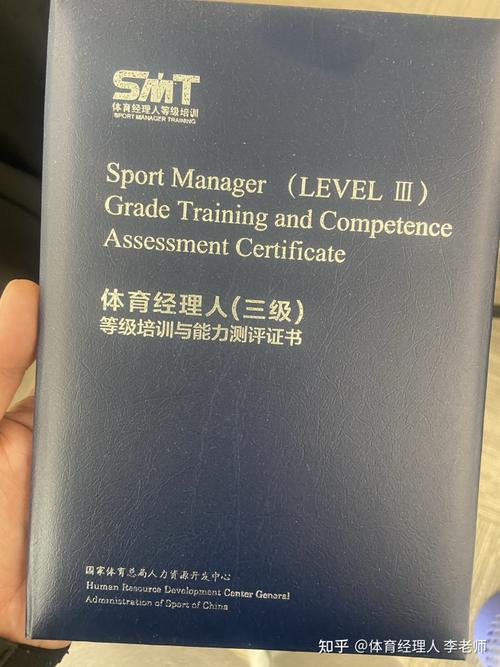 SMT
体育经理人等级培训
SPORT MANAGER TRAINING
Sport Manager （LEVEL Ⅲ）
Grade Training and Competence
Assessment Certificate
体育经理人(三级)
等级培训与能力测评证书
国家体育总局人力资源开发中心
Human Resource Development Center General
Administration of Sport of China
知乎 @体育经理人 李老师